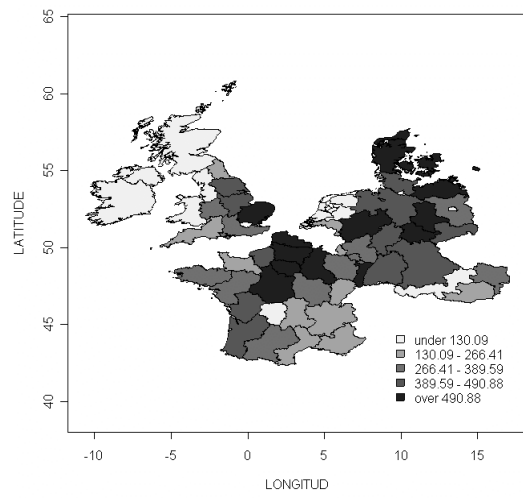 65
60
55
50
45
40
LATITUDE
under 130.09
130.09 - 266.41
266.41 - 389.59
389.59 - 490.88
over 490.88
-10 -5 0 5 10 15
LONGITUD